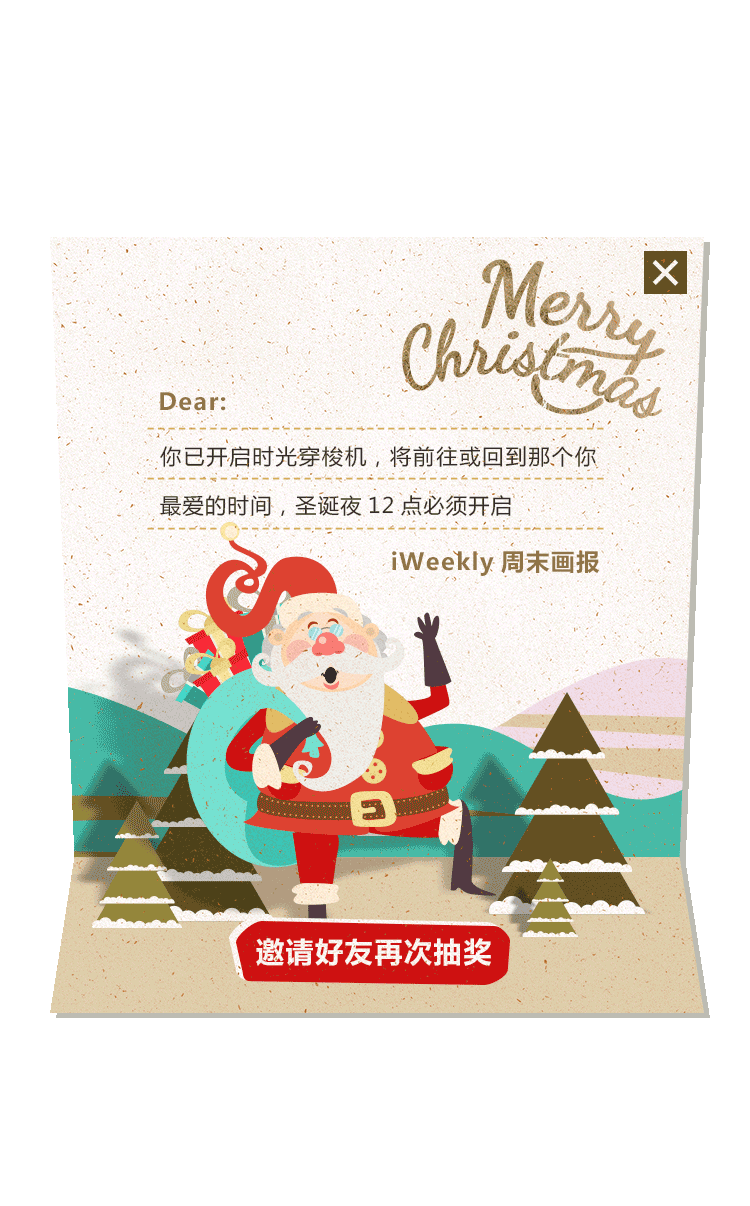 Merry
Christmas
Dear:
你已开启时光穿梭机，将前往或回到那个你
最爱的时间，圣诞夜 12 点必须开启
iWeekly 周末画报
邀请好友再次抽奖